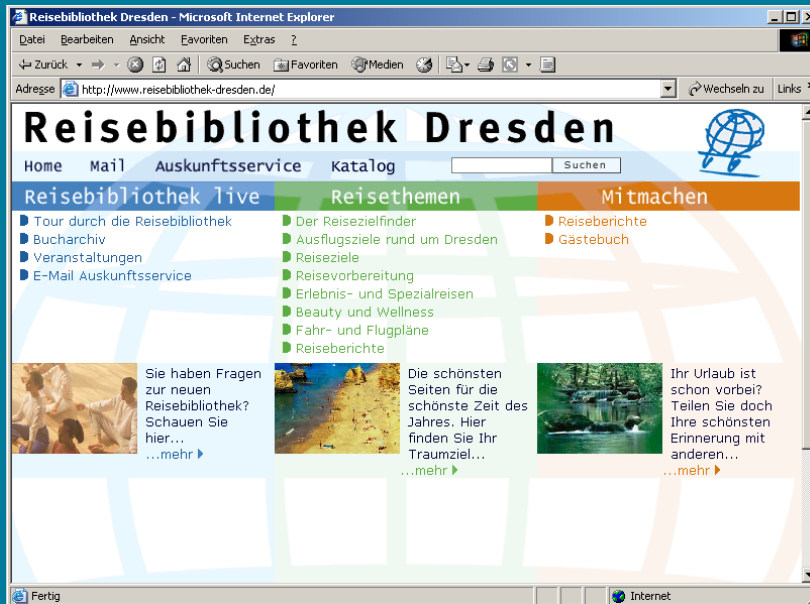 Reisebibliothek Dresden - Microsoft Internet Explorer
Datei Bearbeiten Ansicht Favoriten Extras ?
Zurück Suchen Favoriten Medien
Adresse http://www.reisebibliothek-dresden.de/ Wechseln zu Links
Reisebibliothek Dresden
Home Mail Auskunftsservice Katalog Suchen
Reisebibliothek live
Tour durch die Reisebibliothek
Bucharchiv
Veranstaltungen
E-Mail Auskunftsservice
Reisethemen
Der Reisezielfinder
Ausflugsziele rund um Dresden
Reiseziele
Reisevorbereitung
Erlebnis- und Spezialreisen
Beauty und Wellness
Fahr- und Flugpläne
Reiseberichte
Mitmachen
Reiseberichte
Gästebuch
Sie haben Fragen
zur neuen
Reisebibliothek?
Schauen Sie
hier...
...mehr
Die schönsten
Seiten für die
schönste Zeit des
Jahres. Hier
finden Sie Ihr
Traumziel...
...mehr
Ihr Urlaub ist
schon vorbei?
Teilen Sie doch
Ihre schönsten
Erinnerung mit
anderen...
...mehr
Fertig Internet